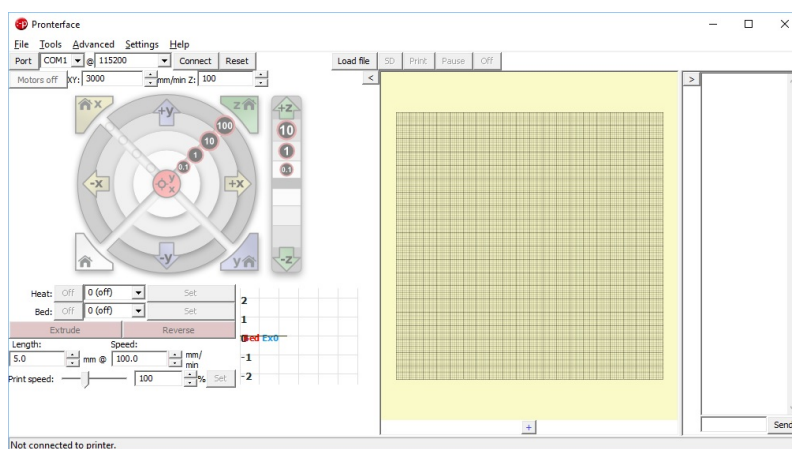 Pronterface
File Tools Advanced Settings Help
Port COM1 @ 115200 Connect Reset Load file SD Print Pause Off
Motors off XY: 3000 mm/min Z: 100 < >
x +y z +z
100 10
10 1
1 0.1
0.1
-x y x +x
-y y -z
Heat: Off 0 (off) Set
Bed: Off 0 (off) Set
Extrude Reverse
Length: Speed:
5.0 mm @ 100.0 mm/min
Print speed: 100 % Set
2
1
0 Bed Ex0
-1
-2
+
Send
Not connected to printer.